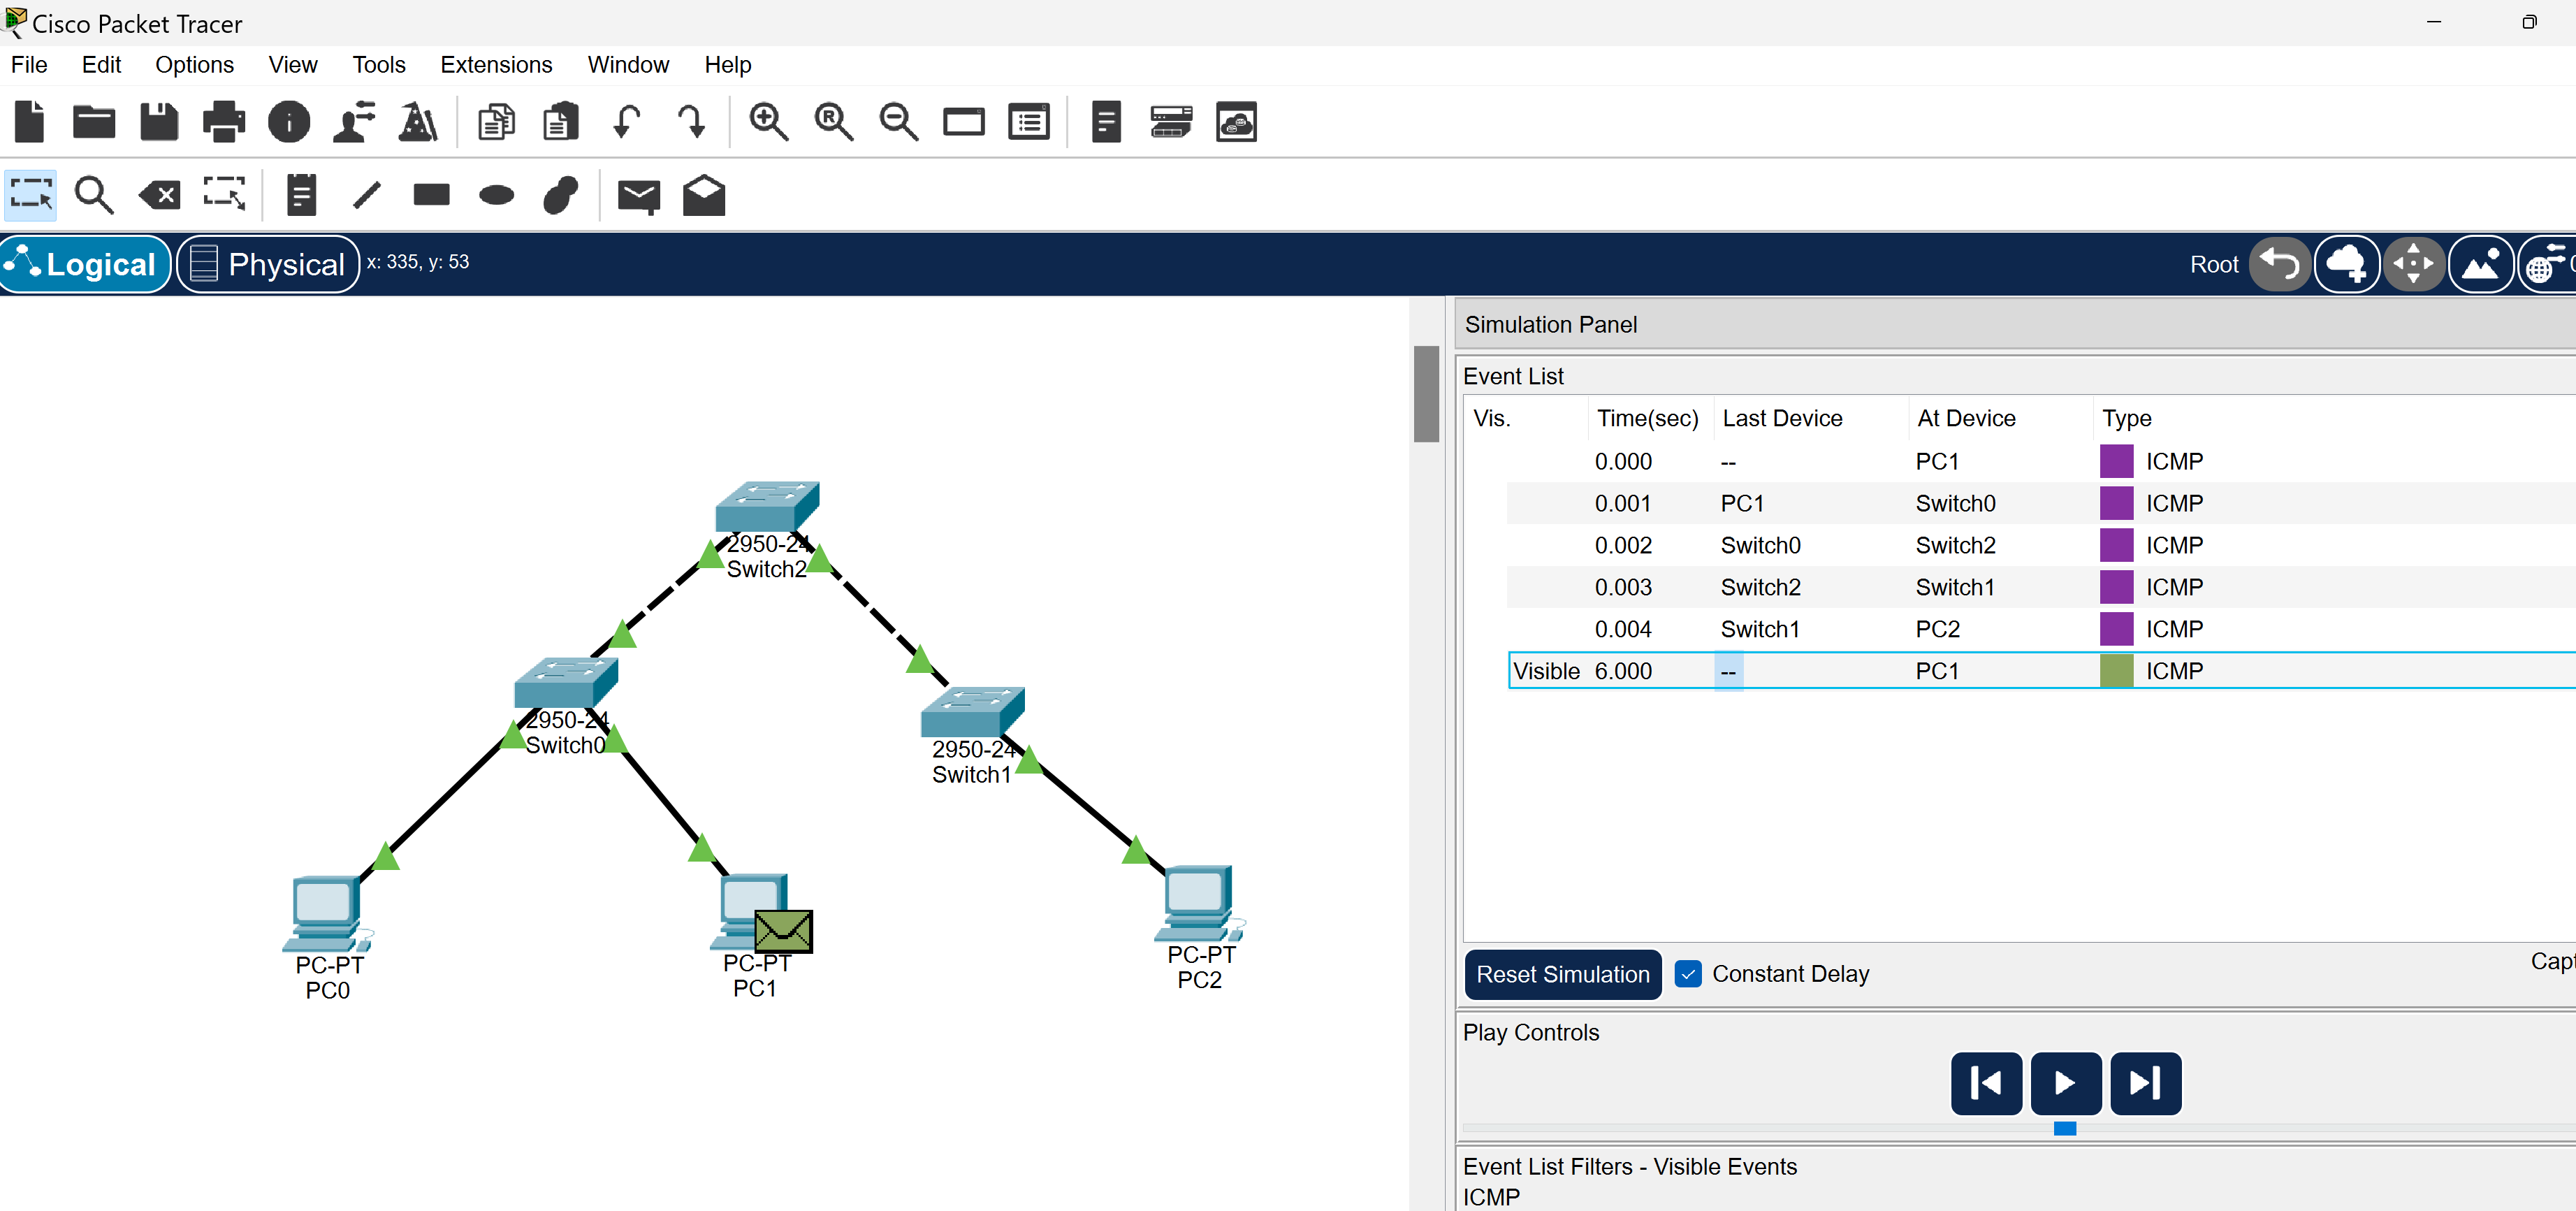 Cisco Packet Tracer
File Edit Options View Tools Extensions Window Help
Logical Physical x: 335, y: 53 Root
Simulation Panel
Event List
Vis. Time(sec) Last Device At Device Type
0.000 -- PC1 ICMP
0.001 PC1 Switch0 ICMP
0.002 Switch0 Switch2 ICMP
0.003 Switch2 Switch1 ICMP
0.004 Switch1 PC2 ICMP
Visible 6.000 -- PC1 ICMP
2950-24
Switch2
2950-24
Switch0
2950-24
Switch1
PC-PT
PC0
PC-PT
PC1
PC-PT
PC2
Reset Simulation Constant Delay
Play Controls
Event List Filters - Visible Events
ICMP